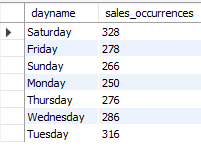 dayname sales_occurrences
Saturday 328
Friday 278
Sunday 266
Monday 250
Thursday 276
Wednesday 286
Tuesday 316